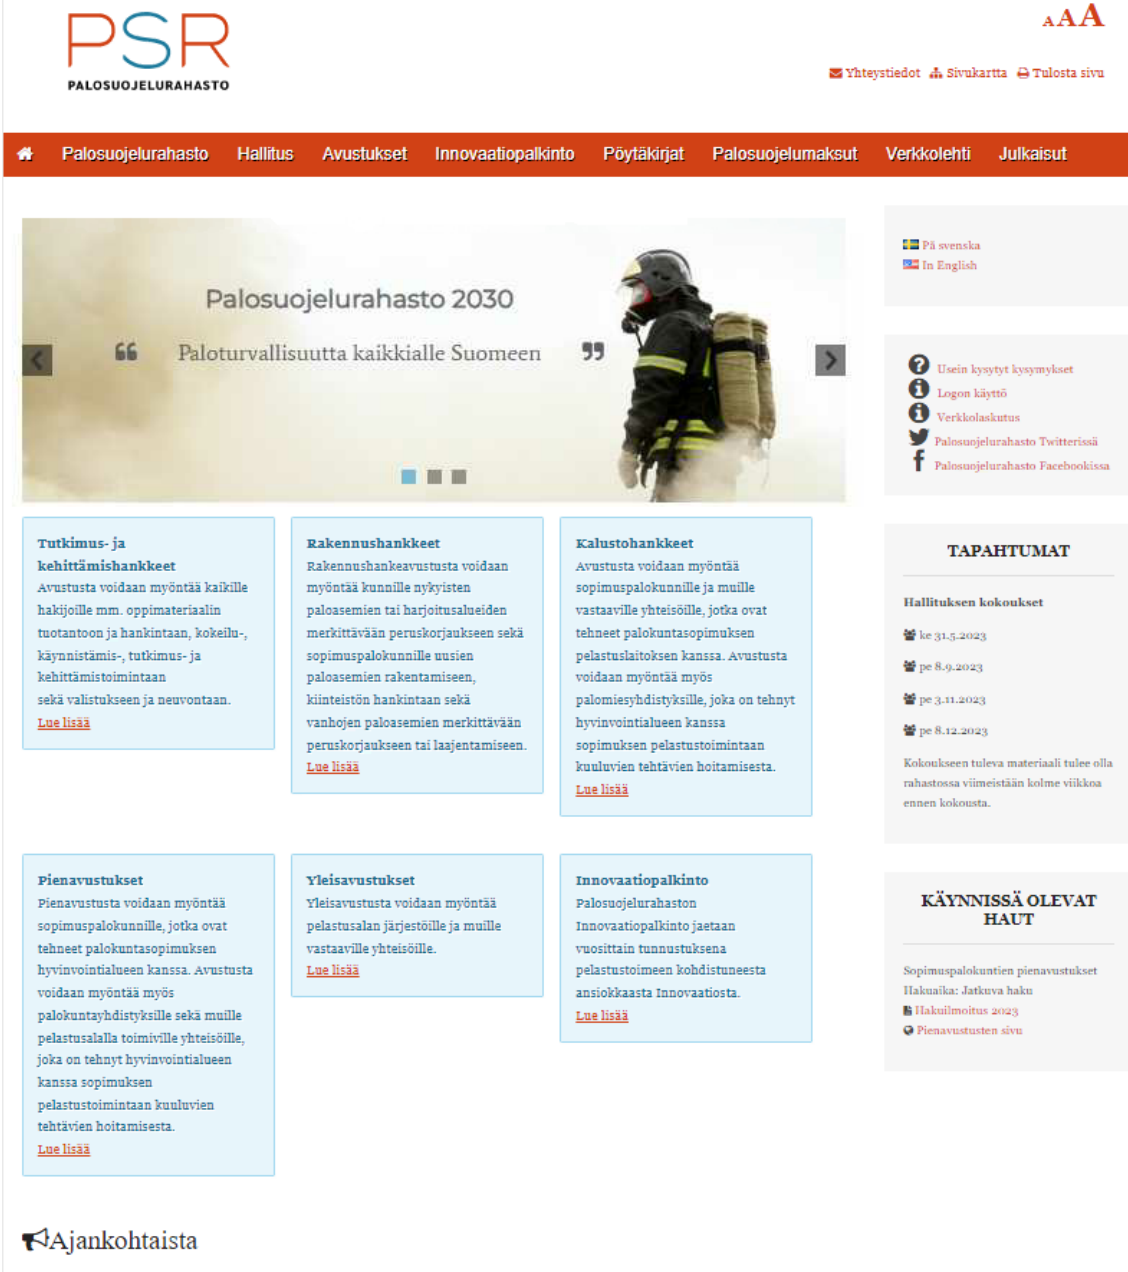 PSR
PALOSUOJELURAHASTO
A A A
Yhteystiedot Sivukartta Tulosta sivu
Palosuojelurahasto Hallitus Avustukset Innovaatiopalkinto Pöytäkirjat Palosuojelumaksut Verkkolehti Julkaisut
Palosuojelurahasto 2030
“ Paloturvallisuutta kaikkialle Suomeen ”
På svenska
In English
Usein kysytyt kysymykset
Logon käyttö
Verkkolaskutus
Palosuojelurahasto Twitterissä
Palosuojelurahasto Facebookissa
Tutkimus- ja
kehittämishankkeet
Avustusta voidaan myöntää kaikille
hakijoille mm. oppimateriaalin
tuotantoon ja hankintaan, kokeilu-,
käynnistämis-, tutkimus- ja
kehittämistoimintaan
sekä valistukseen ja neuvontaan.
Lue lisää
Rakennushankkeet
Rakennushankeavustusta voidaan
myöntää kunnille nykyisten
paloasemien tai harjoitusalueiden
merkittävään peruskorjaukseen sekä
sopimuspalokunnille uusien
paloasemien rakentamiseen,
kiinteistön hankintaan sekä
vanhojen paloasemien merkittävään
peruskorjaukseen tai laajentamiseen.
Lue lisää
Kalustohankkeet
Avustusta voidaan myöntää
sopimuspalokunnille ja muille
vastaaville yhteisöille, jotka ovat
tehneet palokuntasopimuksen
pelastuslaitoksen kanssa. Avustusta
voidaan myöntää myös
palomiesyhdistyksille, joka on tehnyt
hyvinvointialueen kanssa
sopimuksen pelastustoimintaan
kuuluvien tehtävien hoitamisesta.
Lue lisää
TAPAHTUMAT
Hallituksen kokoukset
ke 31.5.2023
pe 8.9.2023
pe 3.11.2023
pe 8.12.2023
Kokoukseen tuleva materiaali tulee olla
rahastossa viimeistään kolme viikkoa
ennen kokousta.
Pienavustukset
Pienavustusta voidaan myöntää
sopimuspalokunnille, jotka ovat
tehneet palokuntasopimuksen
hyvinvointialueen kanssa. Avustusta
voidaan myöntää myös
palokuntayhdistyksille sekä muille
pelastusalalla toimiville yhteisöille,
joka on tehnyt hyvinvointialueen
kanssa sopimuksen
pelastustoimintaan kuuluvien
tehtävien hoitamisesta.
Lue lisää
Yleisavustukset
Yleisavustusta voidaan myöntää
pelastusalan järjestöille ja muille
vastaaville yhteisöille.
Lue lisää
Innovaatiopalkinto
Palosuojelurahaston
Innovaatiopalkinto jaetaan
vuosittain tunnustuksena
pelastustoimeen kohdistuneesta
ansiokkaasta Innovaatiosta.
Lue lisää
KÄYNNISSÄ OLEVAT
HAUT
Sopimuspalokuntien pienavustukset
Hakuaika: Jatkuva haku
Hakuilmoitus 2023
Pienavustusten sivu
Ajankohtaista